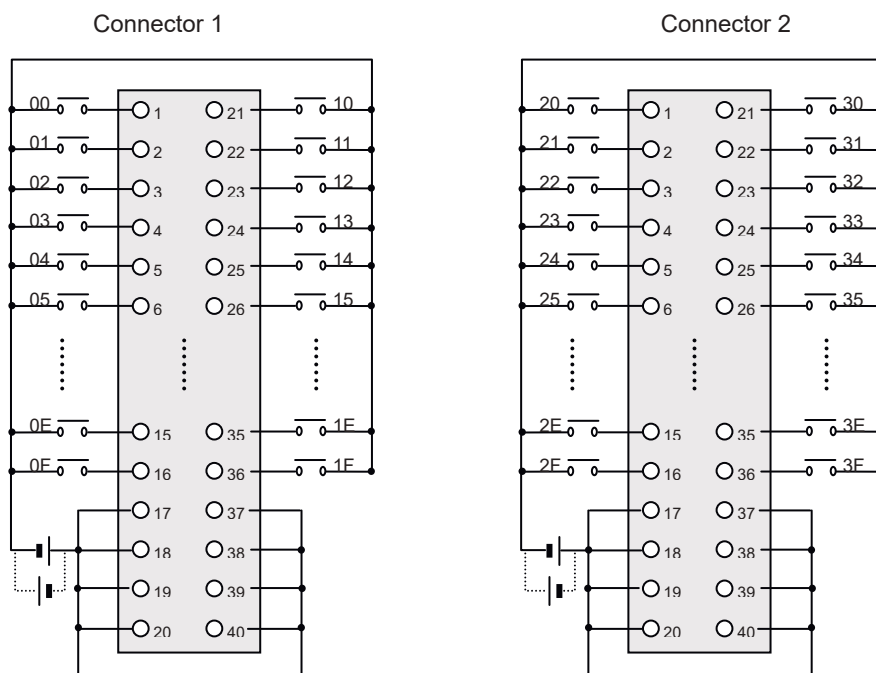 Connector 1
00 1 21 10
01 2 22 11
02 3 23 12
03 4 24 13
04 5 25 14
05 6 26 15
0E 15 35 1E
0F 16 36 1F
17 37
18 38
19 39
20 40
Connector 2
20 1 21 30
21 2 22 31
22 3 23 32
23 4 24 33
24 5 25 34
25 6 26 35
2E 15 35 3E
2F 16 36 3F
17 37
18 38
19 39
20 40